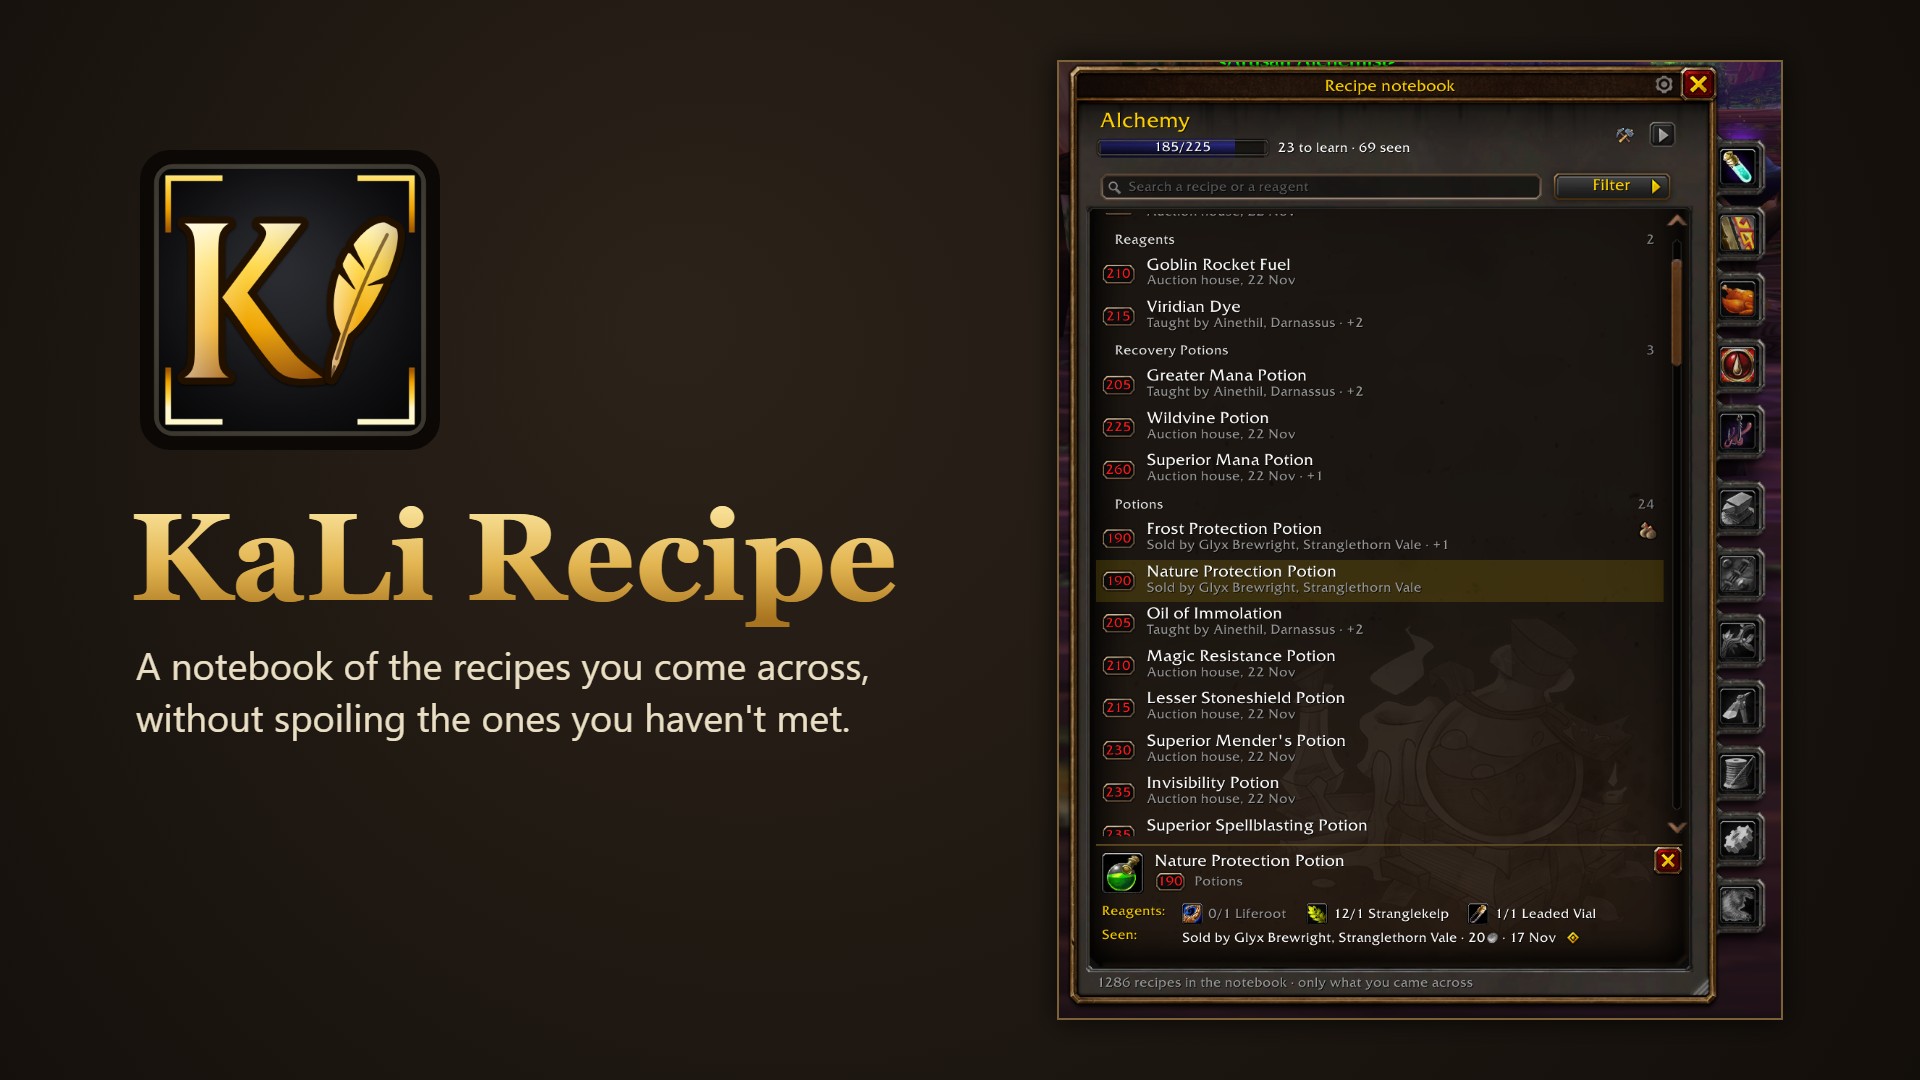 K
KaLi Recipe
A notebook of the recipes you come across,
without spoiling the ones you haven't met.
<Artisan Alchemist>
Recipe notebook
Alchemy
185/225
23 to learn · 69 seen
Search a recipe or a reagent
Filter
Auction house, 22 Nov
Reagents 2
210 Goblin Rocket Fuel
Auction house, 22 Nov
215 Viridian Dye
Taught by Ainethil, Darnassus · +2
Recovery Potions 3
205 Greater Mana Potion
Taught by Ainethil, Darnassus · +2
225 Wildvine Potion
Auction house, 22 Nov
260 Superior Mana Potion
Auction house, 22 Nov · +1
Potions 24
190 Frost Protection Potion
Sold by Glyx Brewright, Stranglethorn Vale · +1
190 Nature Protection Potion
Sold by Glyx Brewright, Stranglethorn Vale
205 Oil of Immolation
Taught by Ainethil, Darnassus · +2
210 Magic Resistance Potion
Auction house, 22 Nov
215 Lesser Stoneshield Potion
Auction house, 22 Nov
230 Superior Mender's Potion
Auction house, 22 Nov
235 Invisibility Potion
Auction house, 22 Nov
235 Superior Spellblasting Potion
Nature Protection Potion
190 Potions
Reagents: 0/1 Liferoot 12/1 Stranglekelp 1/1 Leaded Vial
Seen: Sold by Glyx Brewright, Stranglethorn Vale · 20 · 17 Nov
1286 recipes in the notebook · only what you came across